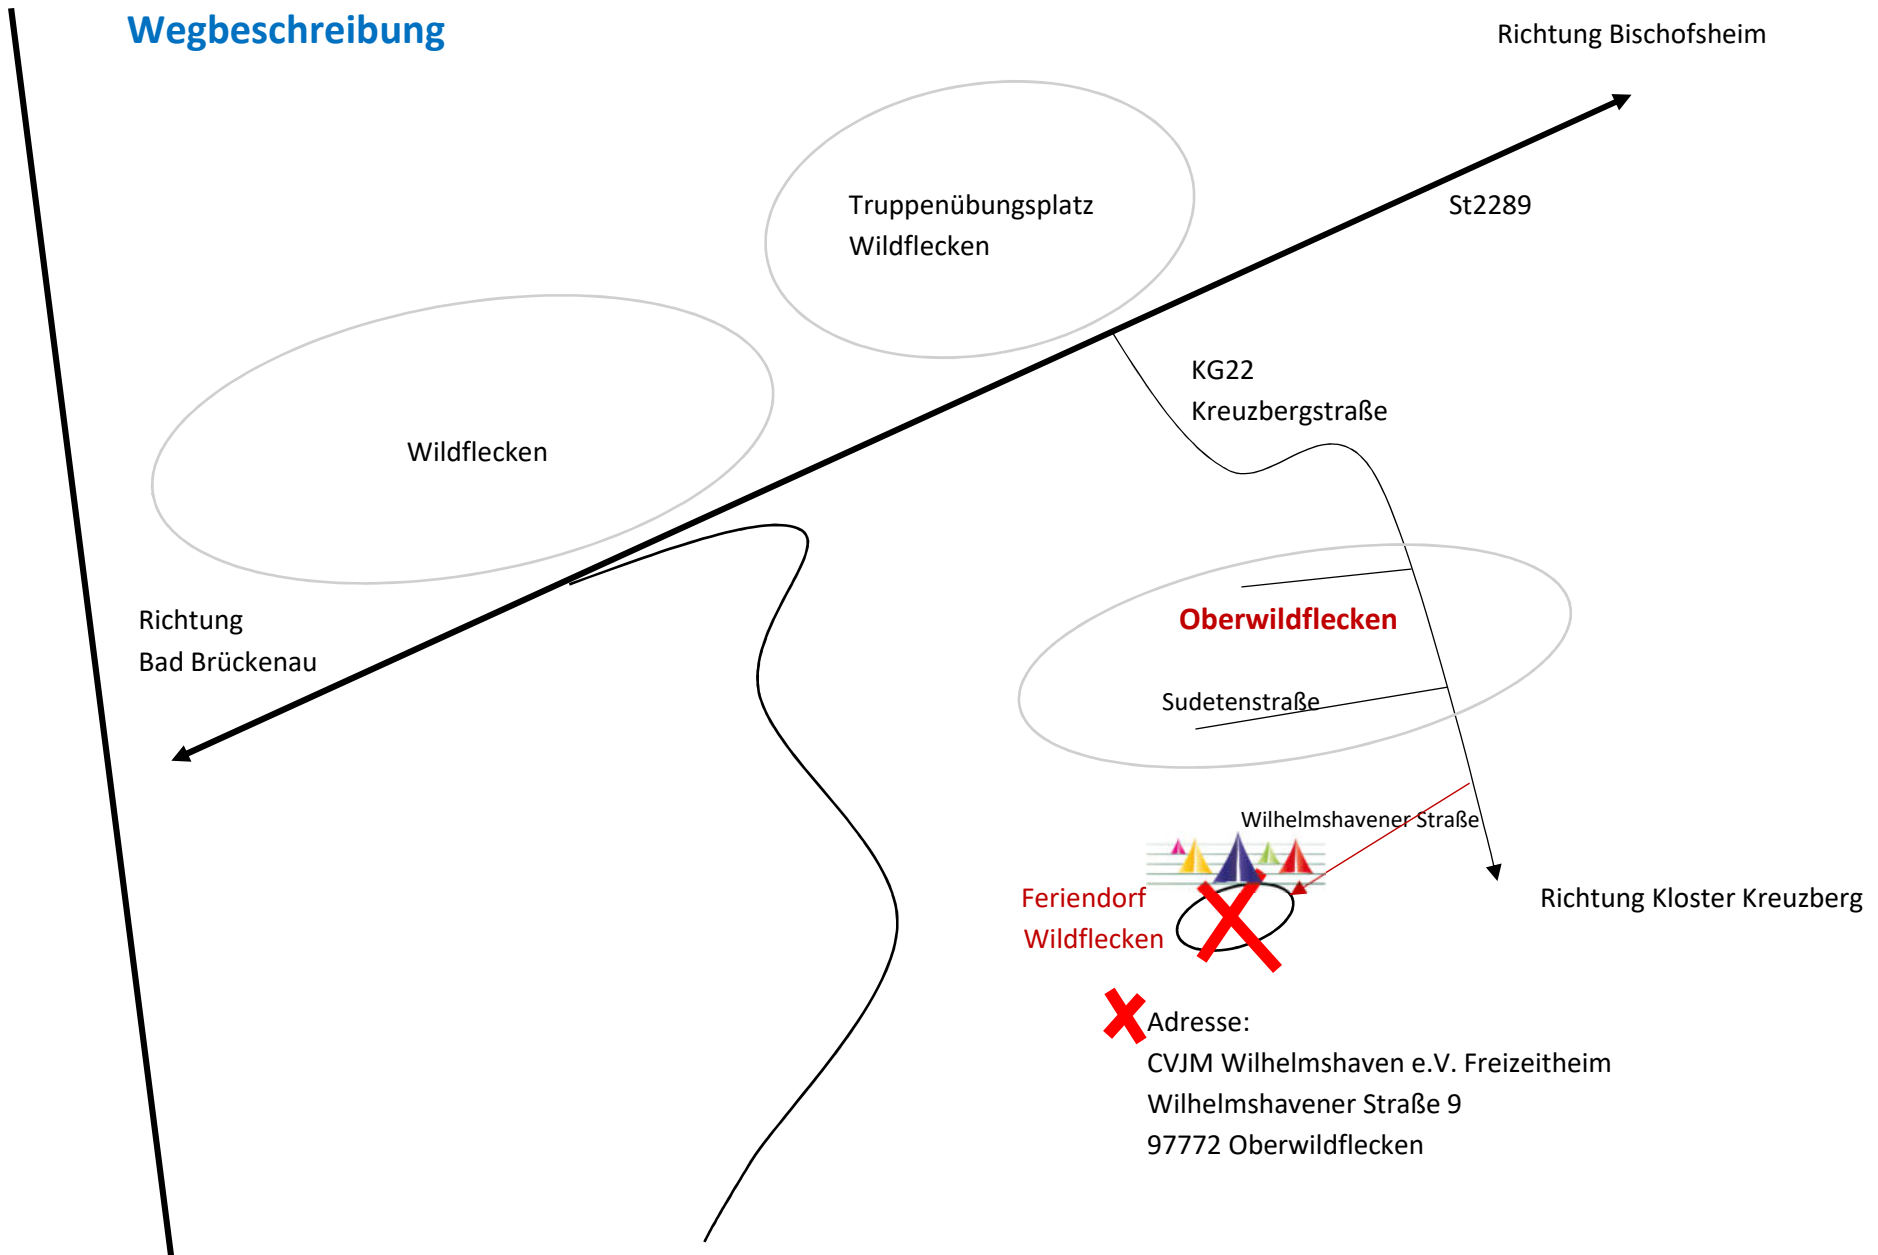 Wegbeschreibung
Richtung Bischofsheim
Truppenübungsplatz
Wildflecken
St2289
KG22
Kreuzbergstraße
Wildflecken
Richtung
Bad Brückenau
Oberwildflecken
Sudetenstraße
Wilhelmshavener Straße
Feriendorf
Wildflecken
Richtung Kloster Kreuzberg
Adresse:
CVJM Wilhelmshaven e.V. Freizeitheim
Wilhelmshavener Straße 9
97772 Oberwildflecken